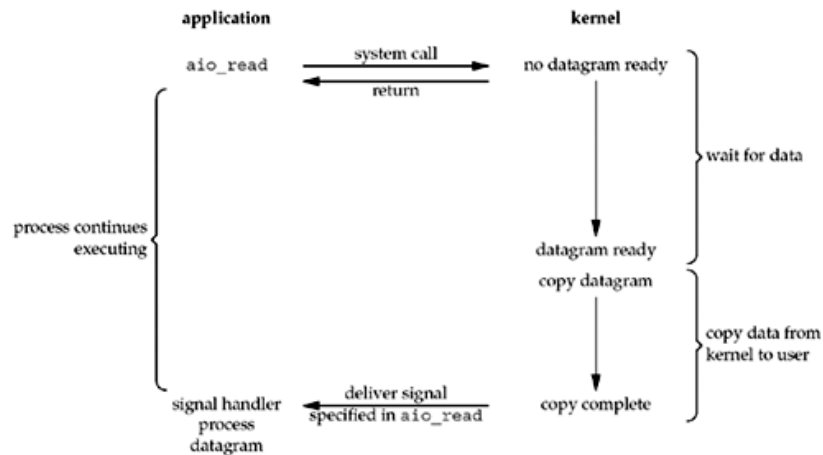 application
kernel
aio_read
system call
no datagram ready
return
wait for data
process continues
executing
datagram ready
copy datagram
copy data from
kernel to user
signal handler
process
datagram
deliver signal
specified in aio_read
copy complete